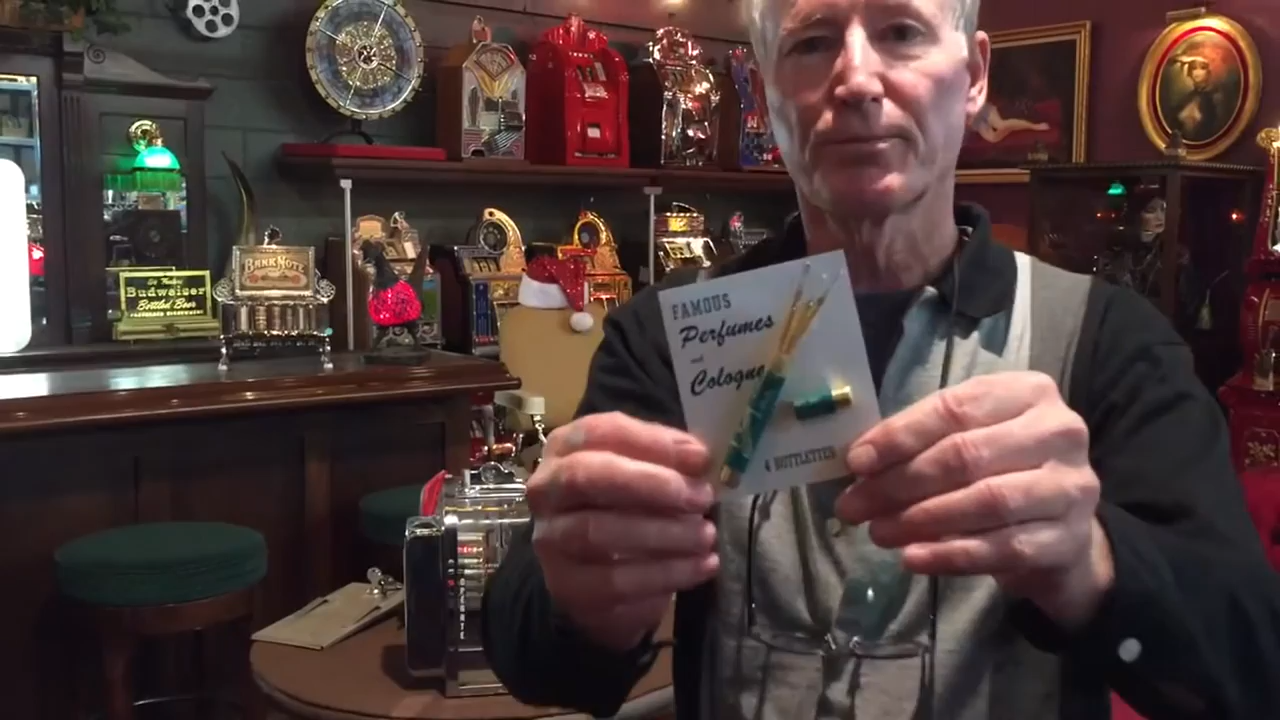 BANK NOTE
Budweiser
Bottled Beer
FAMOUS
Perfumes
and
Cologne
4 BOTTLETTES